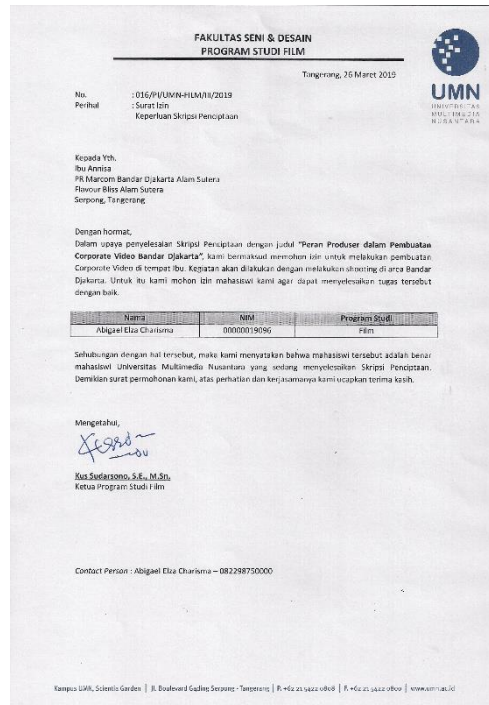 FAKULTAS SENI & DESAIN
PROGRAM STUDI FILM
UMN
UNIVERSITAS
MULTIMEDIA
NUSANTARA
Tangerang, 26 Maret 2019
No. : 016/PI/UMN-FILM/III/2019
Perihal : Surat Izin
Keperluan Skripsi Penciptaan
Kepada Yth.
Ibu Annisa
PR Marcom Bandar Djakarta Alam Sutera
Flavour Bliss Alam Sutera
Serpong, Tangerang
Dengan hormat,
Dalam upaya penyelesaian Skripsi Penciptaan dengan judul "Peran Produser dalam Pembuatan
Corporate Video Bandar Djakarta", kami bermaksud memohon izin untuk melakukan pembuatan
Corporate Video di tempat Ibu. Kegiatan akan dilakukan dengan melakukan shooting di area Bandar
Djakarta. Untuk itu kami mohon izin mahasiswi kami agar dapat menyelesaikan tugas tersebut
dengan baik.
Nama NIM Program Studi
Abigael Elza Charisma 00000019096 Film
Sehubungan dengan hal tersebut, maka kami menyatakan bahwa mahasiswi tersebut adalah benar
mahasiswi Universitas Multimedia Nusantara yang sedang menyelesaikan Skripsi Penciptaan.
Demikian surat permohonan kami, atas perhatian dan kerjasamanya kami ucapkan terima kasih.
Mengetahui,
Kus Sudarsono, S.E., M.Sn.
Ketua Program Studi Film
Contact Person : Abigael Elza Charisma – 082298750000
Kampus UMN, Scientia Garden | Jl. Boulevard Gading Serpong - Tangerang | P. +62 21 5422 0808 | F. +62 21 5422 0800 | www.umn.ac.id